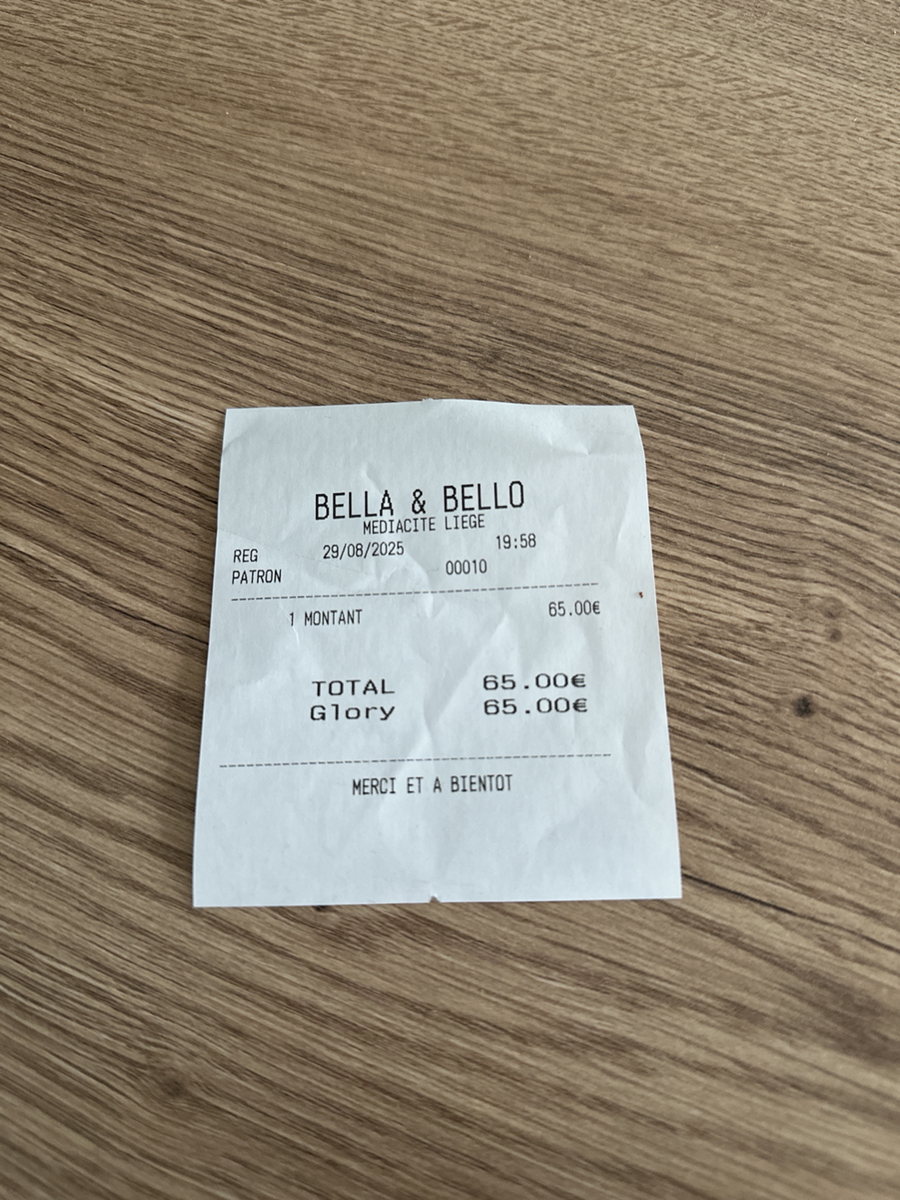 BELLA & BELLO
MEDIACITE LIEGE
REG 29/08/2025 19:58
PATRON 00010
1 MONTANT 65.00€
TOTAL 65.00€
Glory 65.00€
MERCI ET A BIENTOT